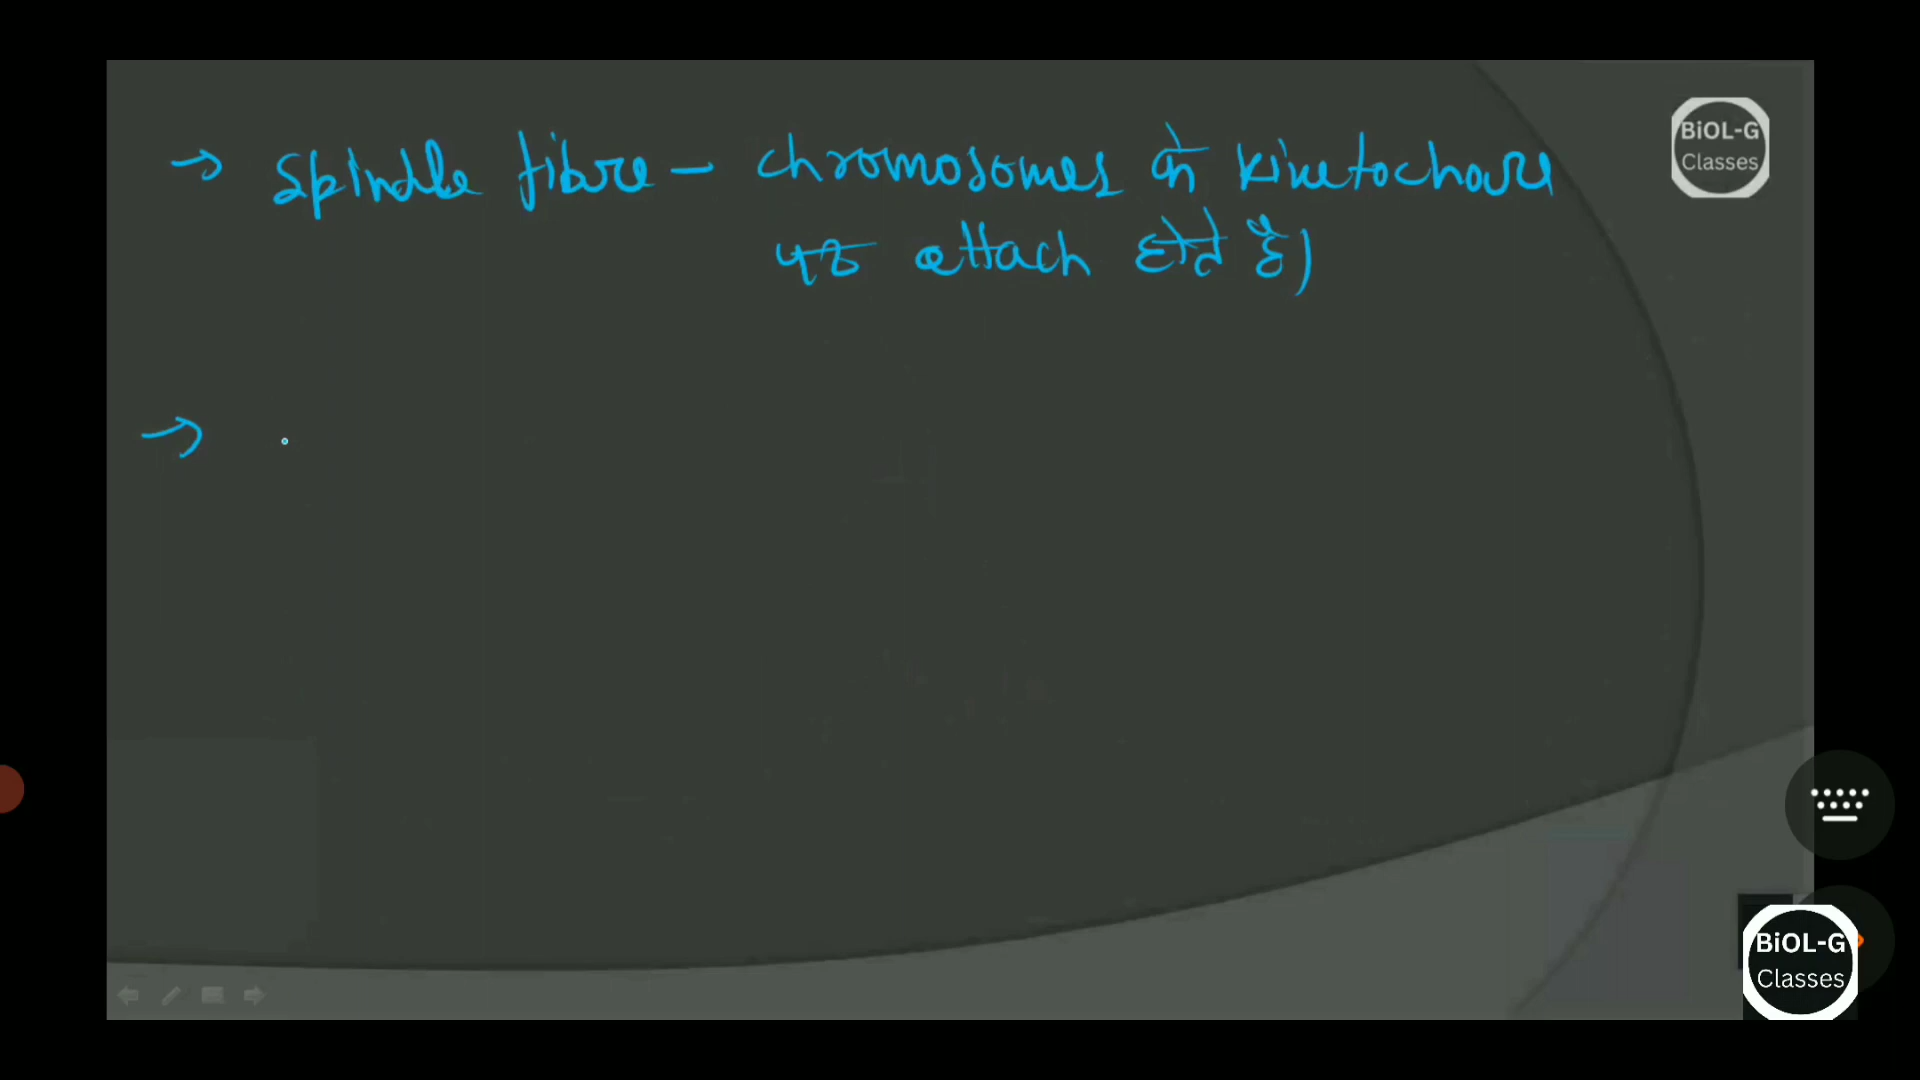 → Spindle fibre - chromosomes के kinetochore
पर attach होते है)
→
BiOL-G
Classes
BiOL-G
Classes